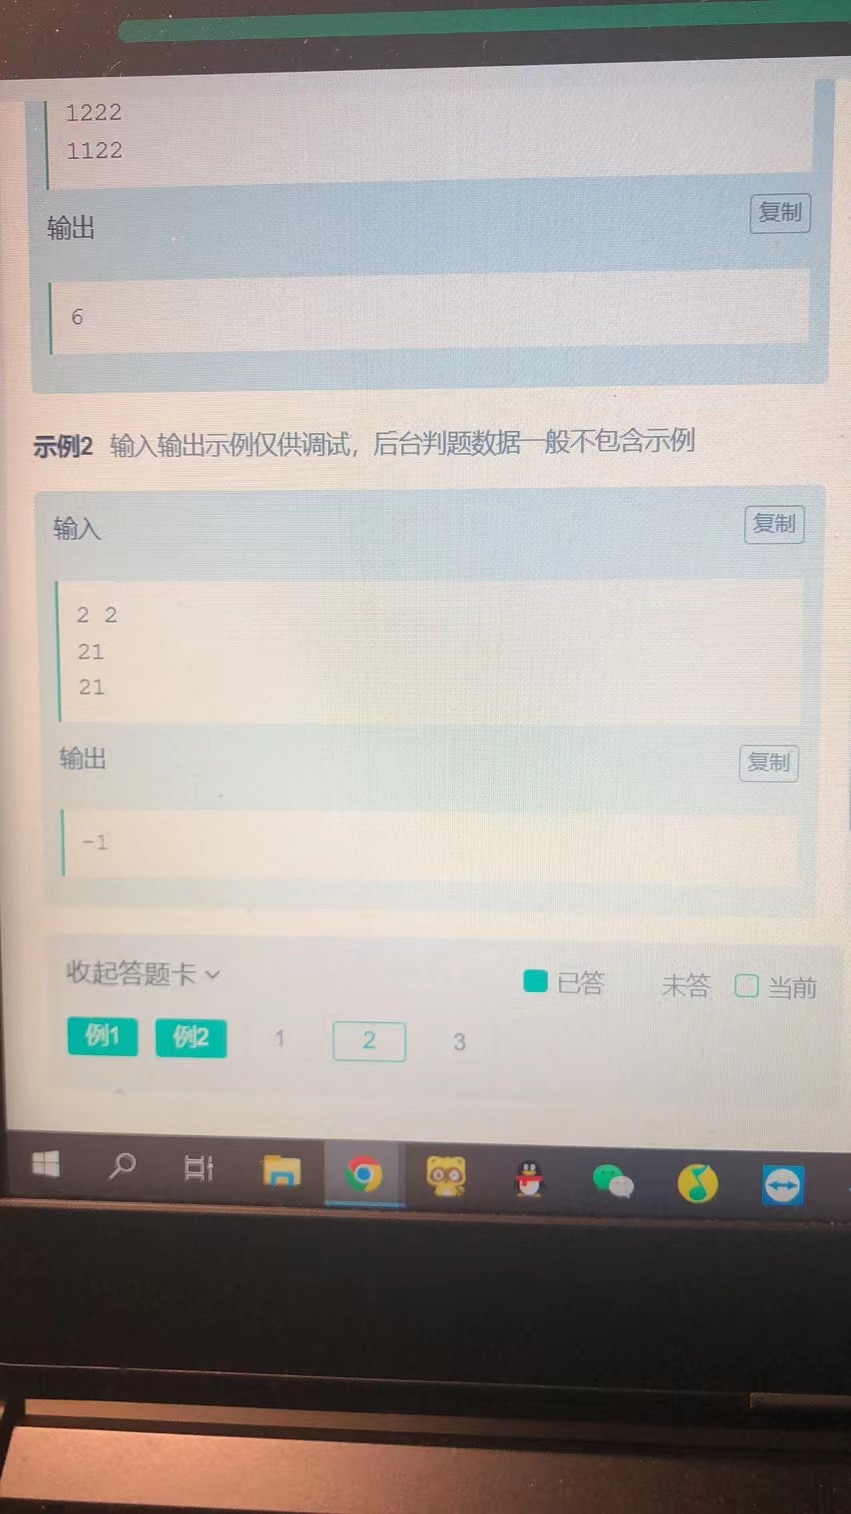 1222
1122
输出
复制
6
示例2 输入输出示例仅供调试，后台判题数据一般不包含示例
输入
复制
2 2
21
21
输出
复制
-1
收起答题卡
已答 未答 当前
例1 例2 1 2 3